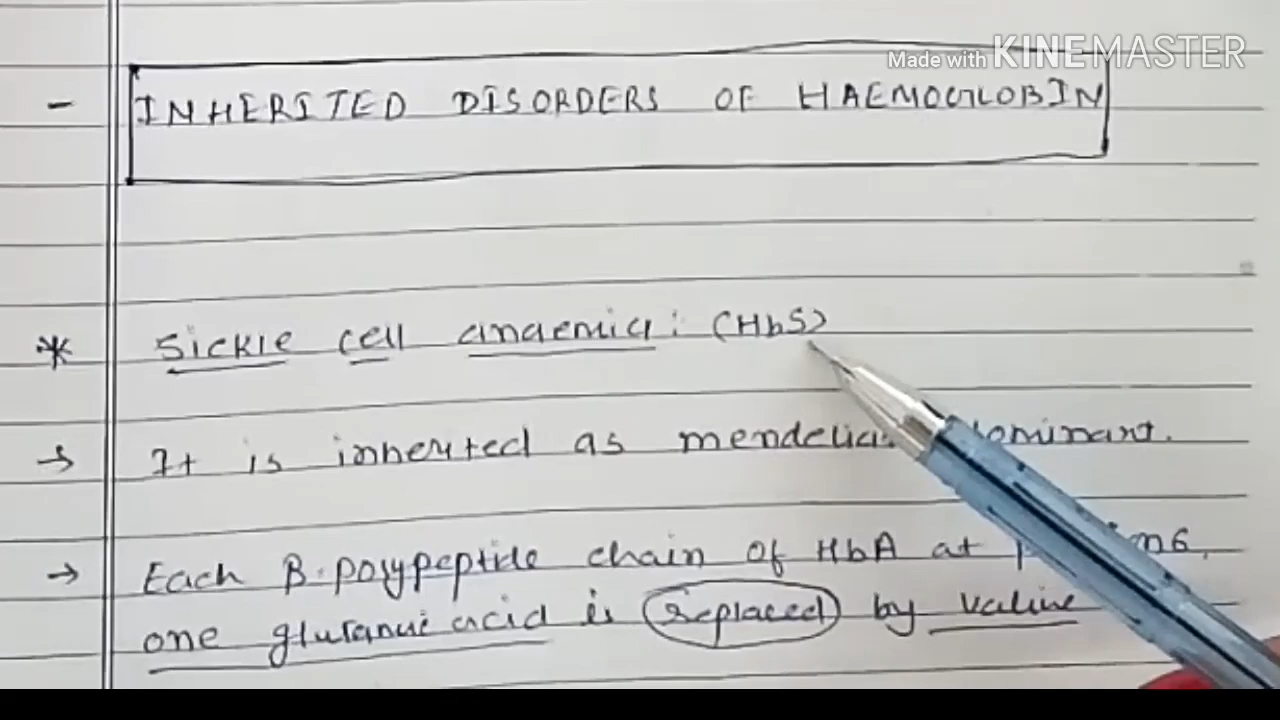 Made with KINEMASTER
- INHERITED DISORDERS OF HAEMOGLOBIN
* Sickle cell anaemia: (HbS)
→ It is inherited as mendelian dominant.
→ Each B-polypeptide chain of HbA at
one glutamic acid is replaced by valine